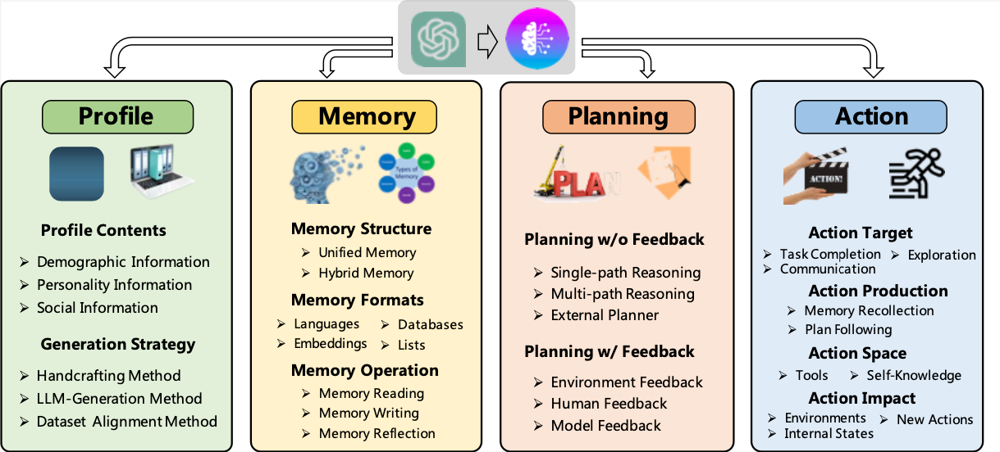 Profile
Profile Contents
Demographic Information
Personality Information
Social Information
Generation Strategy
Handcrafting Method
LLM-Generation Method
Dataset Alignment Method
Memory
Types of
Memory
Memory Structure
Unified Memory
Hybrid Memory
Memory Formats
Languages
Databases
Embeddings
Lists
Memory Operation
Memory Reading
Memory Writing
Memory Reflection
Planning
PLAN
Planning w/o Feedback
Single-path Reasoning
Multi-path Reasoning
External Planner
Planning w/ Feedback
Environment Feedback
Human Feedback
Model Feedback
Action
ACTION!
Action Target
Task Completion
Exploration
Communication
Action Production
Memory Recollection
Plan Following
Action Space
Tools
Self-Knowledge
Action Impact
Environments
New Actions
Internal States